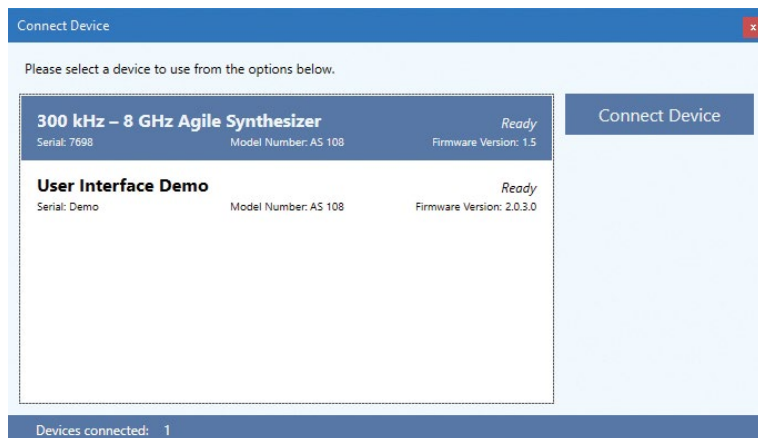 Connect Device
x
Please select a device to use from the options below.
300 kHz – 8 GHz Agile Synthesizer Ready
Serial: 7698 Model Number: AS 108 Firmware Version: 1.5
Connect Device
User Interface Demo Ready
Serial: Demo Model Number: AS 108 Firmware Version: 2.0.3.0
Devices connected: 1